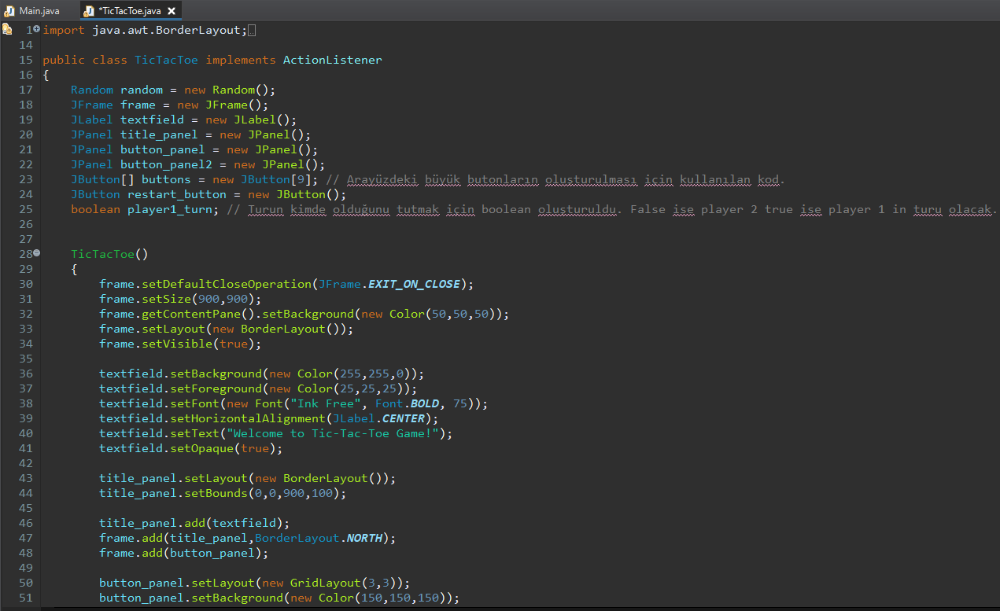 Main.java *TicTacToe.java
1 import java.awt.BorderLayout;
14
15 public class TicTacToe implements ActionListener
16 {
17 Random random = new Random();
18 JFrame frame = new JFrame();
19 JLabel textfield = new JLabel();
20 JPanel title_panel = new JPanel();
21 JPanel button_panel = new JPanel();
22 JPanel button_panel2 = new JPanel();
23 JButton[] buttons = new JButton[9]; // Arayüzdeki büyük butonların oluşturulması için kullanılan kod.
24 JButton restart_button = new JButton();
25 boolean player1_turn; // Turun kimde olduğunu tutmak için boolean oluşturuldu. False ise player 2 true ise player 1 in turu olacak.
26
27
28 TicTacToe()
29 {
30 frame.setDefaultCloseOperation(JFrame.EXIT_ON_CLOSE);
31 frame.setSize(900,900);
32 frame.getContentPane().setBackground(new Color(50,50,50));
33 frame.setLayout(new BorderLayout());
34 frame.setVisible(true);
35
36 textfield.setBackground(new Color(255,255,0));
37 textfield.setForeground(new Color(25,25,25));
38 textfield.setFont(new Font("Ink Free", Font.BOLD, 75));
39 textfield.setHorizontalAlignment(JLabel.CENTER);
40 textfield.setText("Welcome to Tic-Tac-Toe Game!");
41 textfield.setOpaque(true);
42
43 title_panel.setLayout(new BorderLayout());
44 title_panel.setBounds(0,0,900,100);
45
46 title_panel.add(textfield);
47 frame.add(title_panel,BorderLayout.NORTH);
48 frame.add(button_panel);
49
50 button_panel.setLayout(new GridLayout(3,3));
51 button_panel.setBackground(new Color(150,150,150));